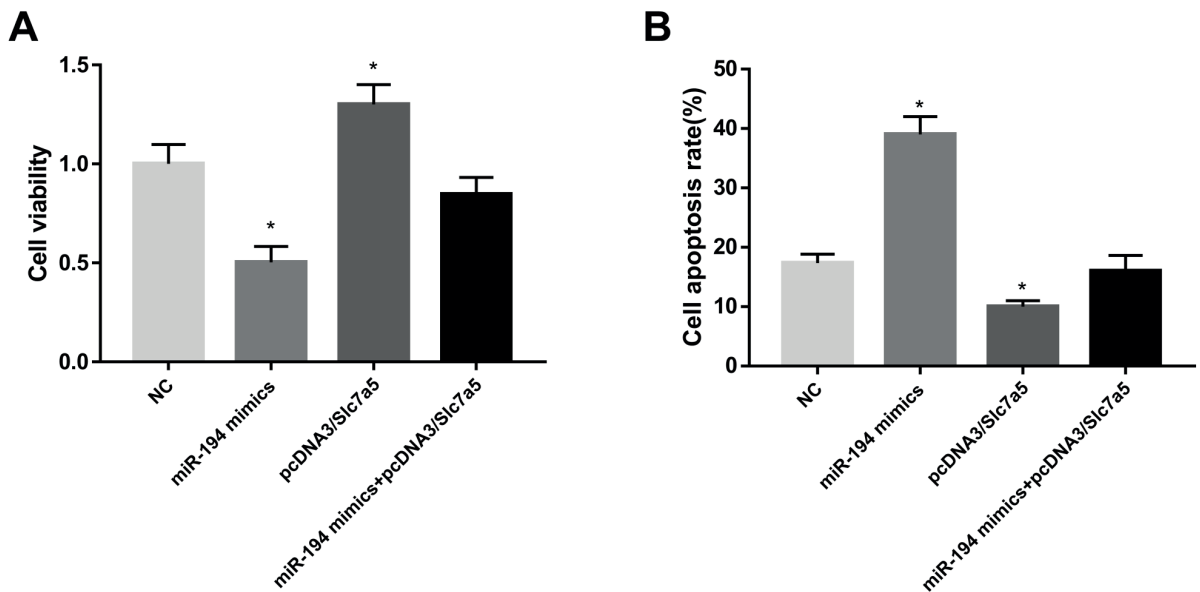 A
Cell viability
1.5
1.0
0.5
0.0
*
*
NC
miR-194 mimics
pcDNA3/Slc7a5
miR-194 mimics+pcDNA3/Slc7a5
B
Cell apoptosis rate(%)
50
40
30
20
10
0
*
*
NC
miR-194 mimics
pcDNA3/Slc7a5
miR-194 mimics+pcDNA3/Slc7a5